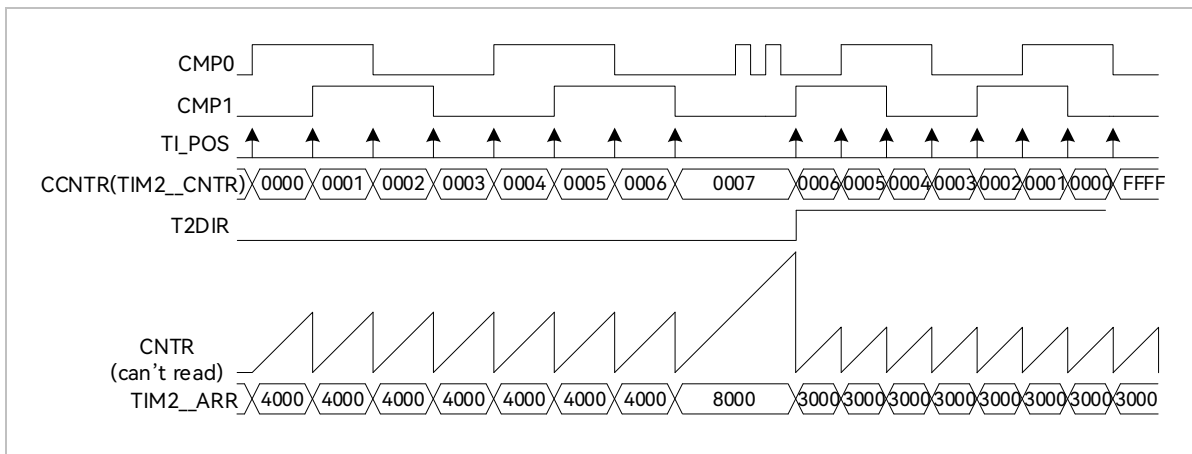 CMP0
CMP1
TI_POS
CCNTR(TIM2__CNTR) 0000 0001 0002 0003 0004 0005 0006 0007 0006 0005 0004 0003 0002 0001 0000 FFFF
T2DIR
CNTR
(can't read)
TIM2__ARR 4000 4000 4000 4000 4000 4000 4000 8000 3000 3000 3000 3000 3000 3000 3000 3000